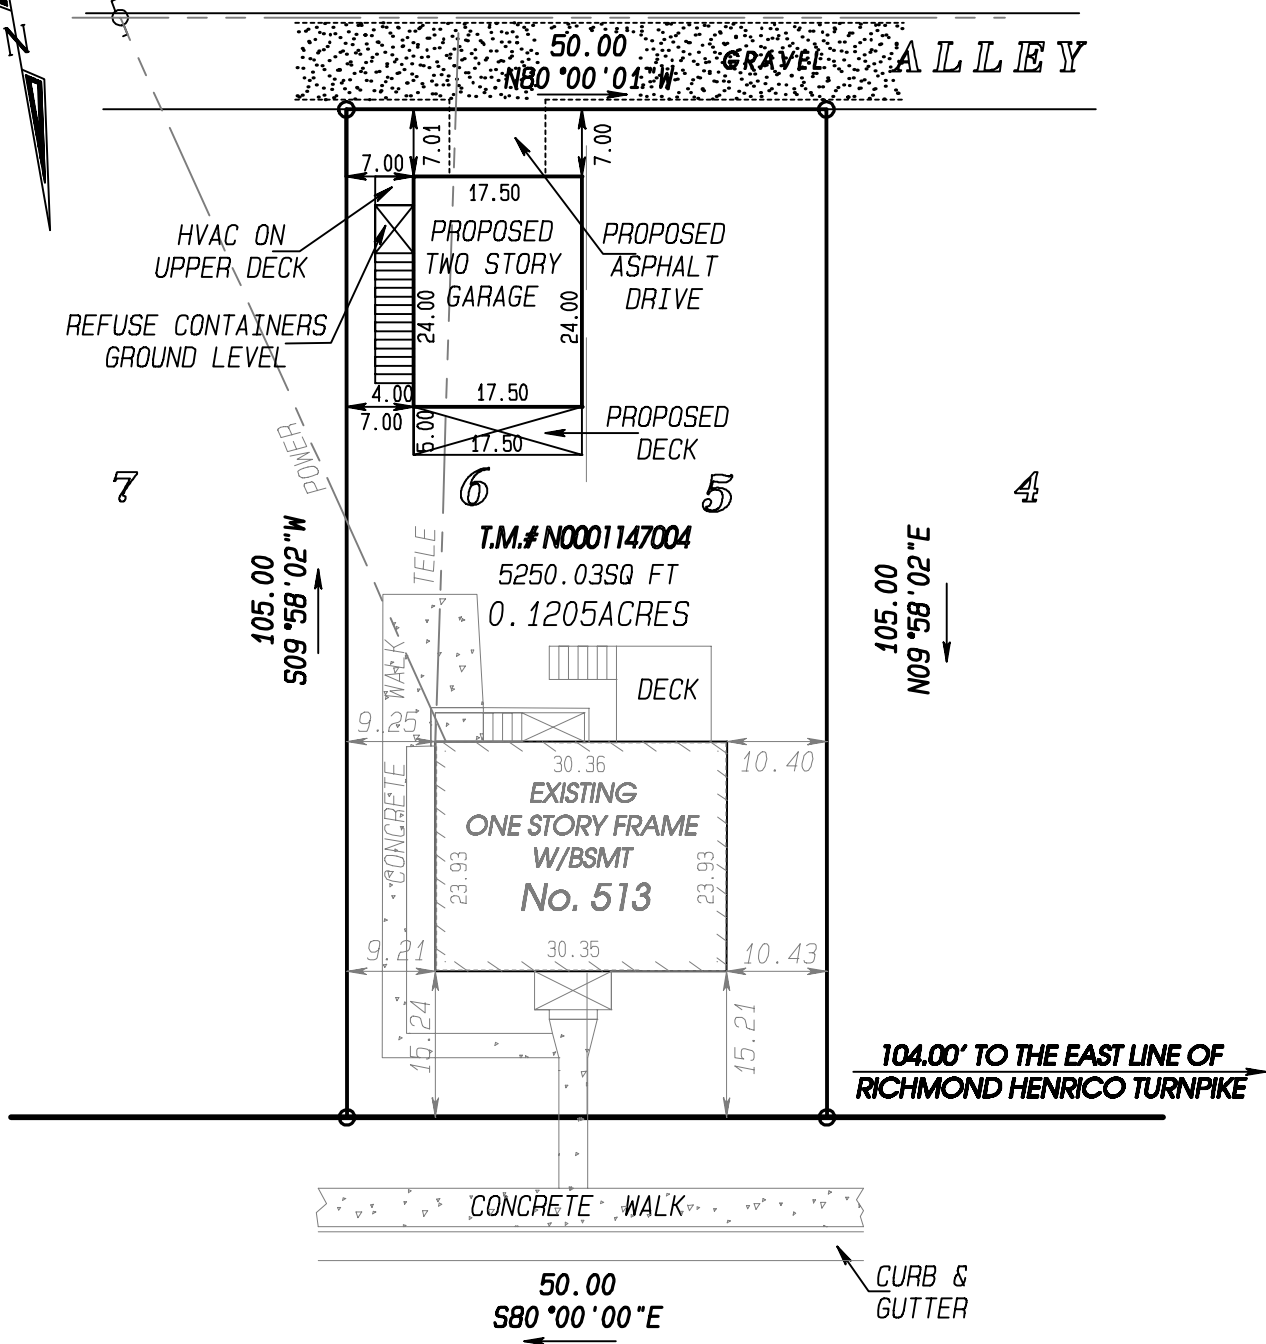 N
50.00
N80°00'01"W
GRAVEL
ALLEY
7.01
7.00
7.00
17.50
HVAC ON
UPPER DECK
PROPOSED
TWO STORY
GARAGE
PROPOSED
ASPHALT
DRIVE
24.00
24.00
REFUSE CONTAINERS
GROUND LEVEL
4.00
17.50
7.00
5.00
17.50
PROPOSED
DECK
POWER
7
6
5
4
TELE
T.M.# N0001147004
5250.03SQ FT
0.1205ACRES
105.00
S09°58'02"W
105.00
N09°58'02"E
CONCRETE WALK
DECK
9.25
10.40
30.36
EXISTING
ONE STORY FRAME
W/BSMT
No. 513
23.93
23.93
30.35
9.21
10.43
15.24
15.21
104.00' TO THE EAST LINE OF
RICHMOND HENRICO TURNPIKE
CONCRETE WALK
CURB &
GUTTER
50.00
S80°00'00"E